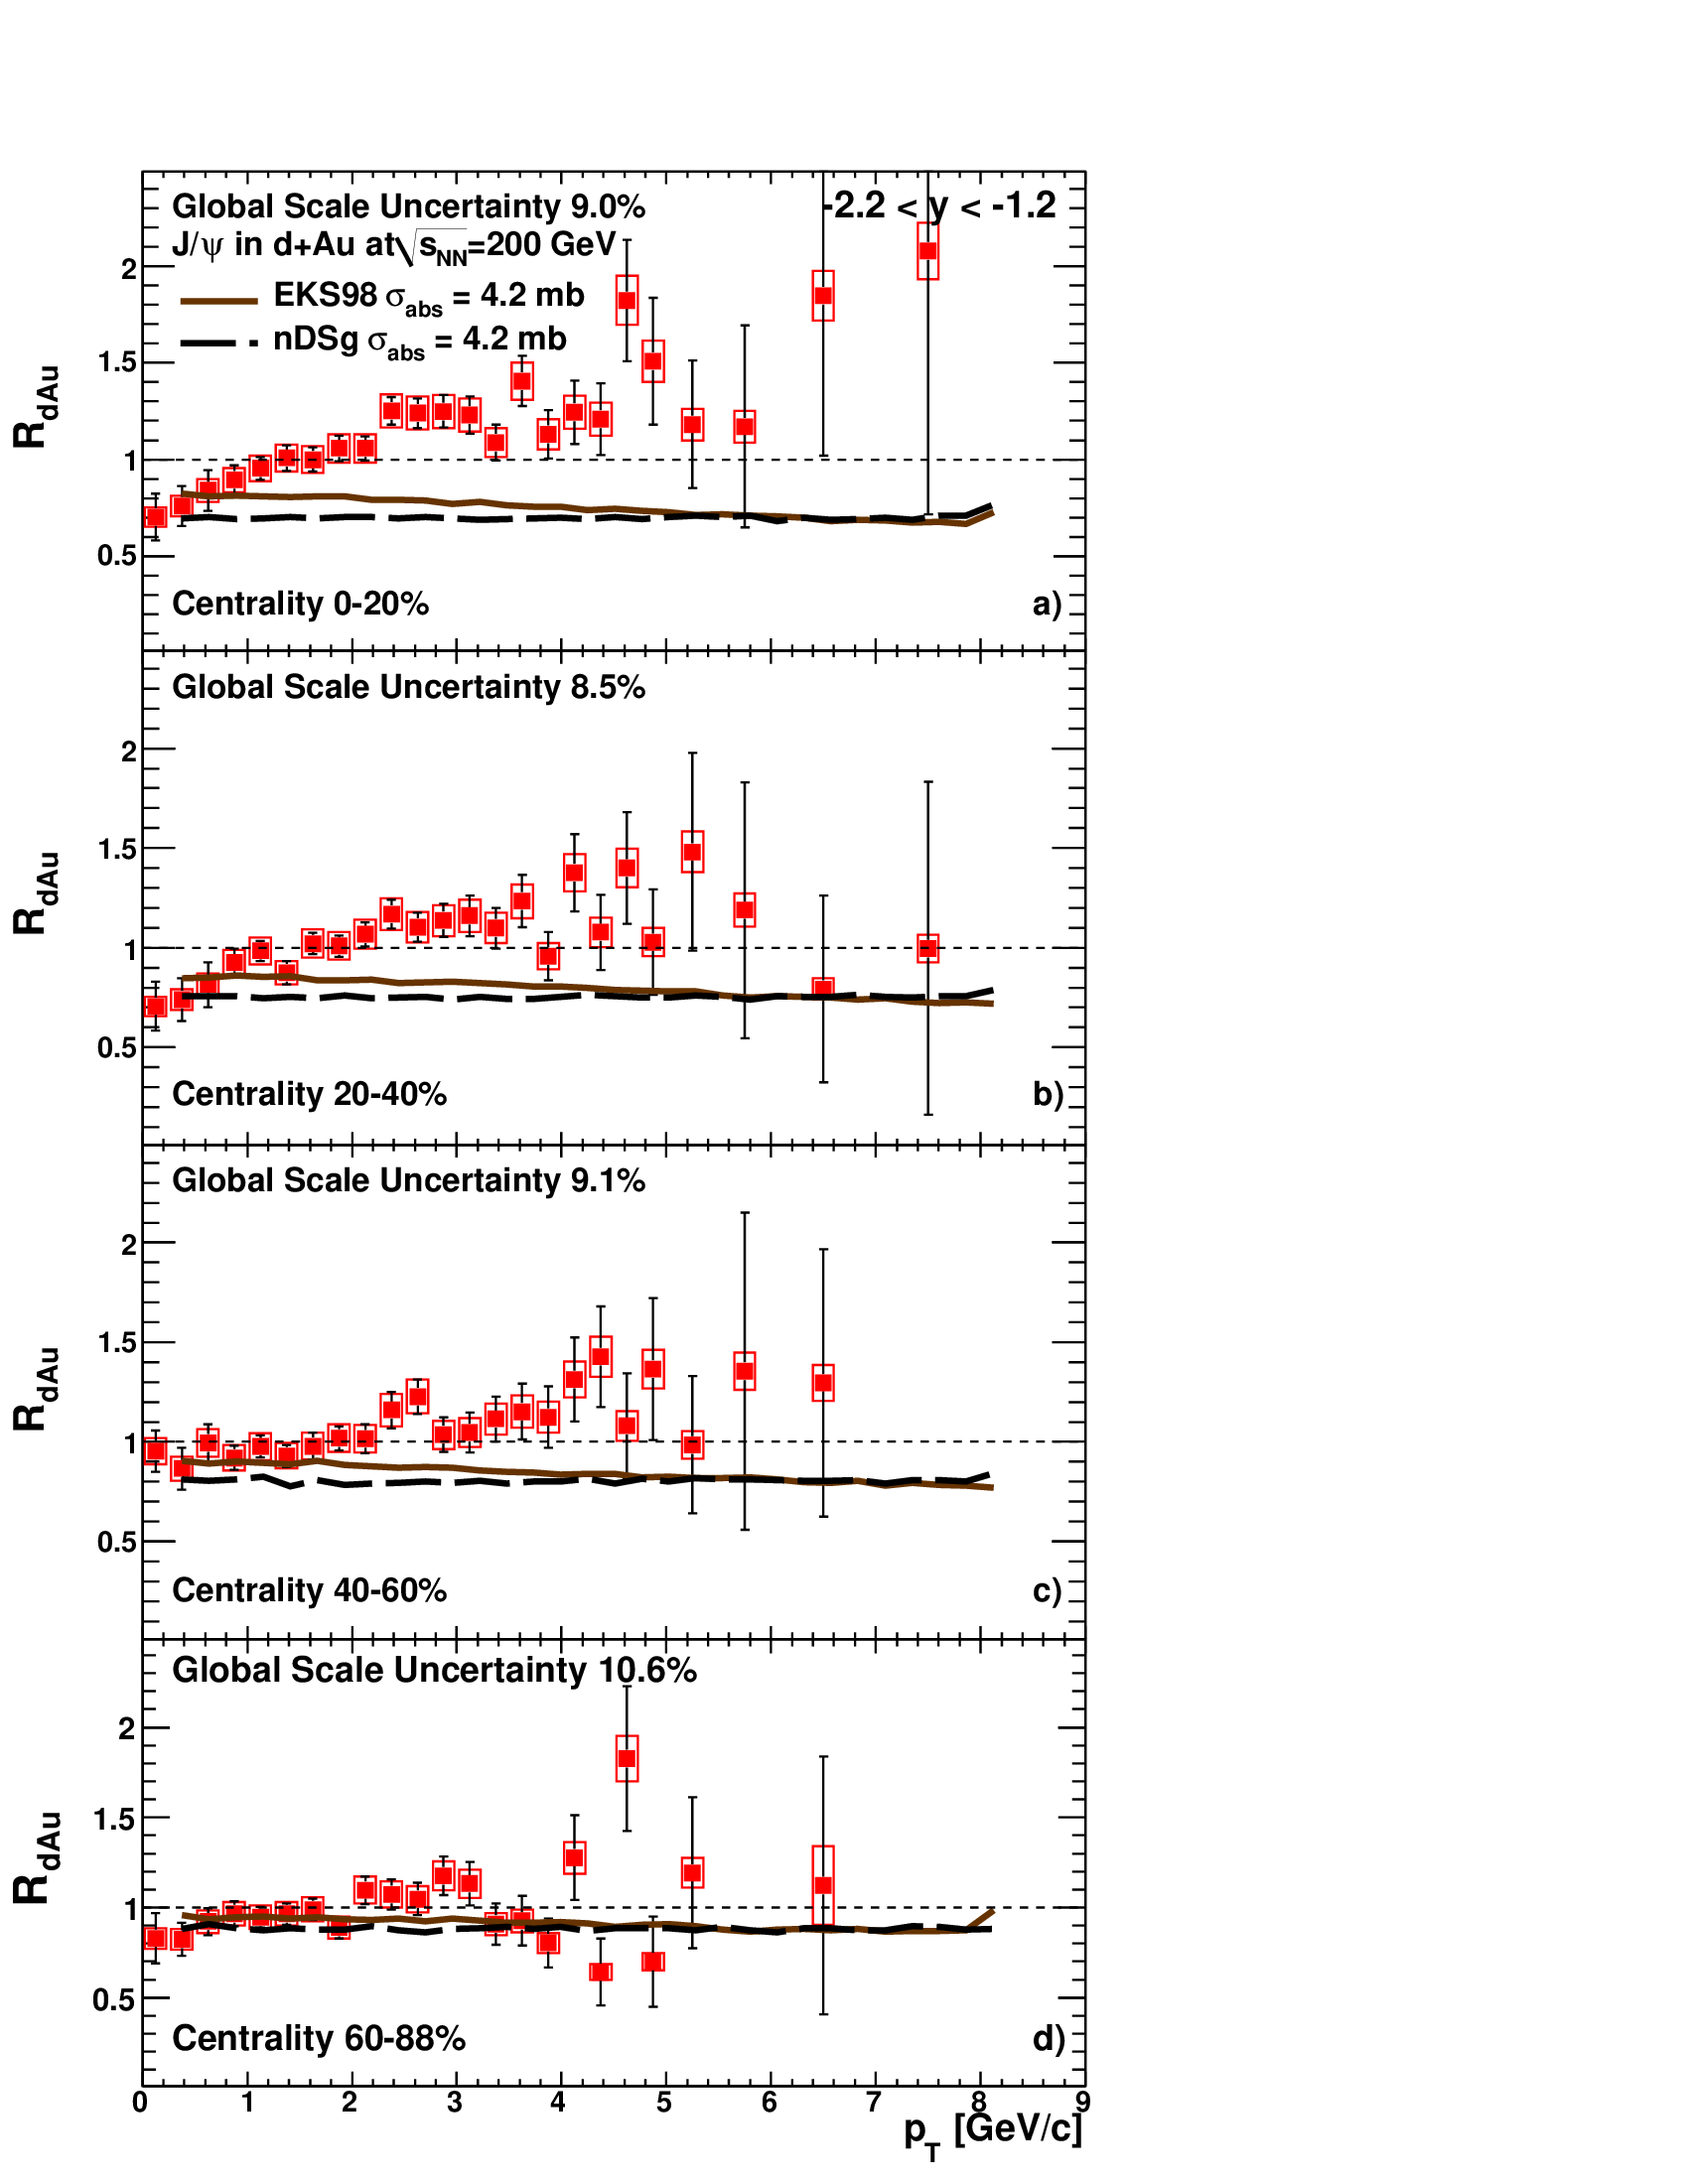 Global Scale Uncertainty 9.0%
-2.2 < y < -1.2
J/ψ in d+Au at √sNN=200 GeV
EKS98 σabs = 4.2 mb
nDSg σabs = 4.2 mb
2
1.5
1
0.5
RdAu
Centrality 0-20%
a)
Global Scale Uncertainty 8.5%
2
1.5
1
0.5
RdAu
Centrality 20-40%
b)
Global Scale Uncertainty 9.1%
2
1.5
1
0.5
RdAu
Centrality 40-60%
c)
Global Scale Uncertainty 10.6%
2
1.5
1
0.5
RdAu
Centrality 60-88%
d)
0 1 2 3 4 5 6 7 8 9
pT [GeV/c]